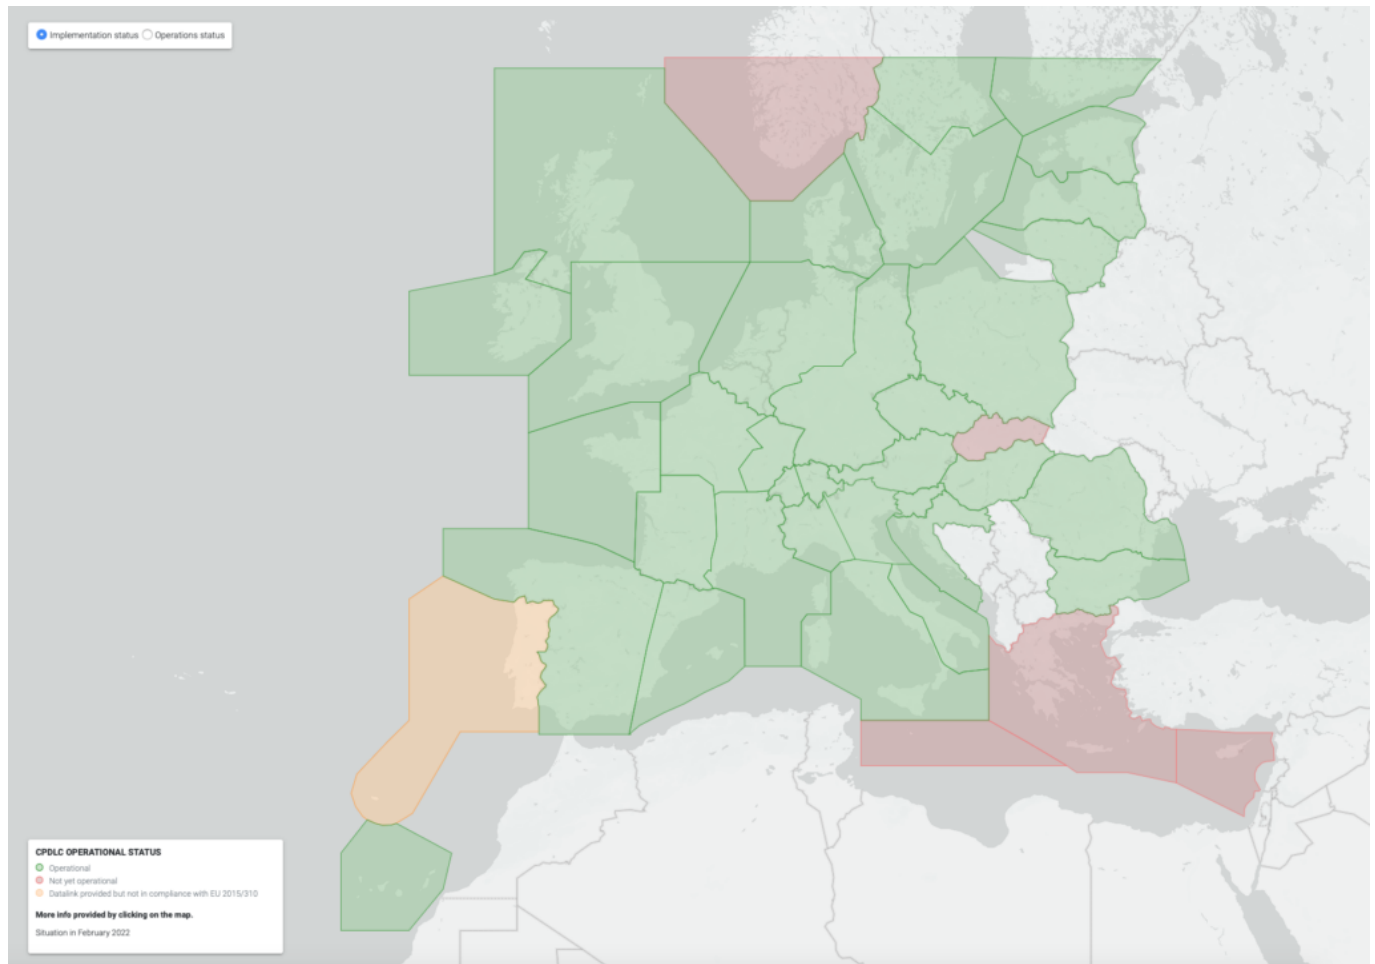 Implementation status Operations status
CPDLC OPERATIONAL STATUS
Operational
Not yet operational
Datalink provided but not in compliance with EU 2015/310
More info provided by clicking on the map.
Situation in February 2022